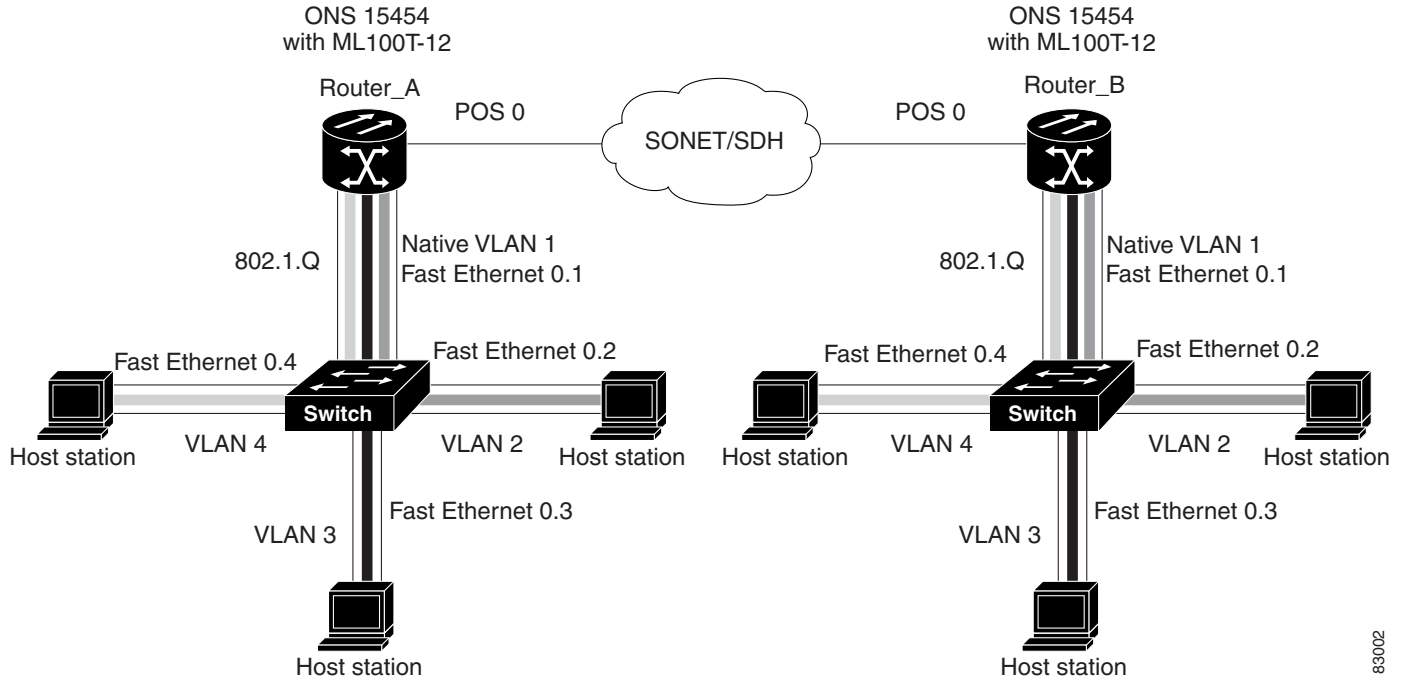 ONS 15454
with ML100T-12
ONS 15454
with ML100T-12
Router_A
Router_B
POS 0
SONET/SDH
POS 0
802.1.Q
Native VLAN 1
Fast Ethernet 0.1
802.1.Q
Native VLAN 1
Fast Ethernet 0.1
Fast Ethernet 0.4
Fast Ethernet 0.2
Fast Ethernet 0.4
Fast Ethernet 0.2
Switch
Switch
Host station
VLAN 4
VLAN 2
Host station
Host station
VLAN 4
VLAN 2
Host station
VLAN 3
Fast Ethernet 0.3
VLAN 3
Fast Ethernet 0.3
Host station
Host station
83002